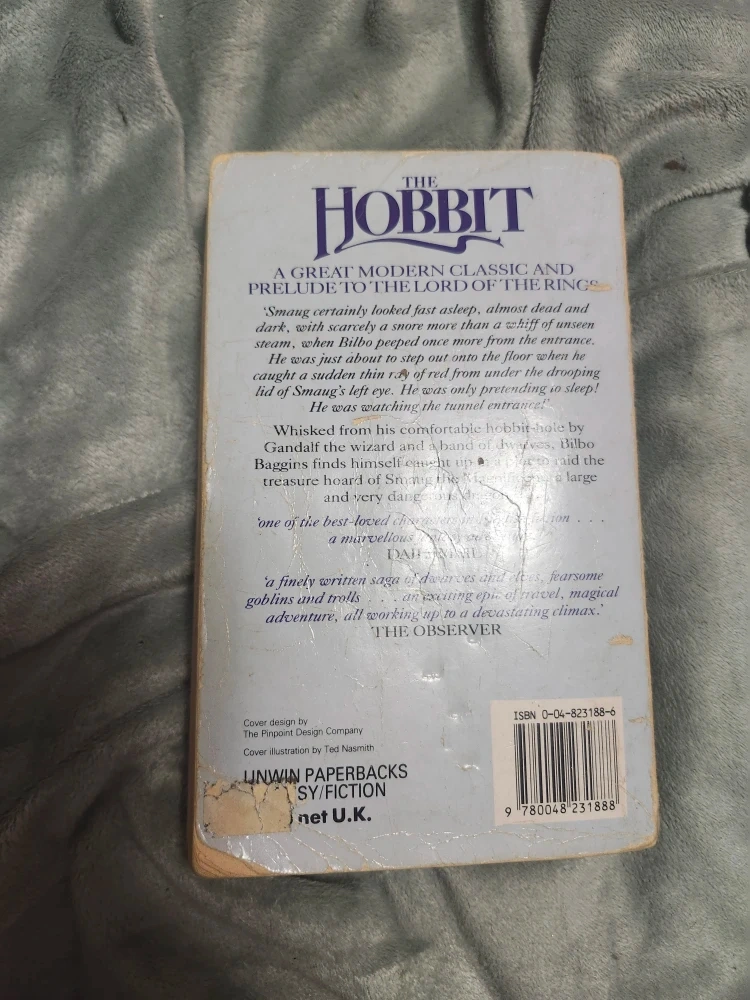 THE
HOBBIT
A GREAT MODERN CLASSIC AND
PRELUDE TO THE LORD OF THE RINGS
'Smaug certainly looked fast asleep, almost dead and
dark, with scarcely a snore more than a whiff of unseen
steam, when Bilbo peeped once more from the entrance.
He was just about to step out onto the floor when he
caught a sudden thin ray of red from under the drooping
lid of Smaug's left eye. He was only pretending to sleep!
He was watching the tunnel entrance!'
Whisked from his comfortable hobbit-hole by
Gandalf the wizard and a band of dwarves, Bilbo
Baggins finds himself caught up in a plot to raid the
treasure hoard of Smaug the Magnificent, a large
and very dangerous dragon
'one of the best-loved characters in
a marvellous
DAILY MAIL
'a finely written saga of dwarves and elves, fearsome
goblins and trolls . . . an exciting epic of travel, magical
adventure, all working up to a devastating climax.'
THE OBSERVER
Cover design by
The Pinpoint Design Company
Cover illustration by Ted Nasmith
UNWIN PAPERBACKS
SY/FICTION
net U.K.
ISBN 0-04-823188-6
9 780048 231888